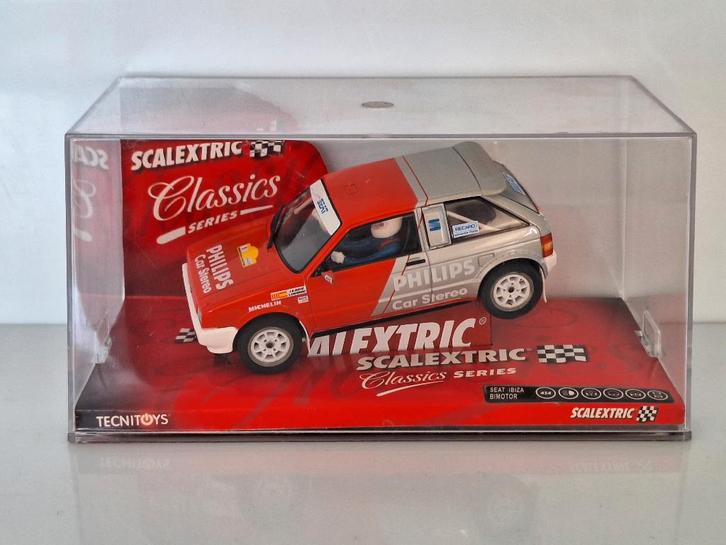 SCALEXTRIC
Classics
SERIES
SEAT
RECARO
PHILIPS
Car Stereo
PHILIPS
Car Stereo
MICHELIN
ALEXTRIC®
SCALEXTRIC
Classics SERIES
SEAT IBIZA
BIMOTOR
TECNITOYS
SCALEXTRIC